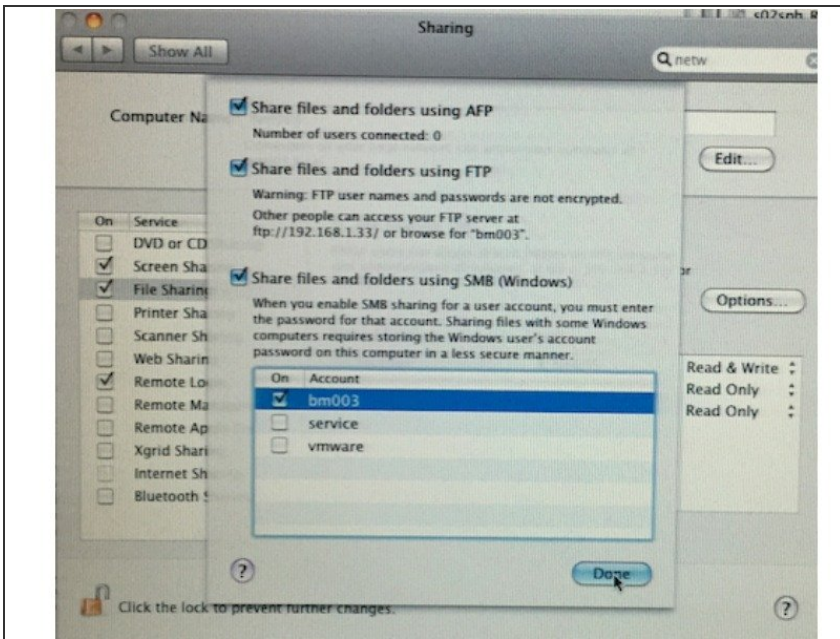 Sharing
Show All
netw
Computer Na
Edit...
Share files and folders using AFP
Number of users connected: 0
Share files and folders using FTP
Warning: FTP user names and passwords are not encrypted.
Other people can access your FTP server at
ftp://192.168.1.33/ or browse for "bm003".
Share files and folders using SMB (Windows)
When you enable SMB sharing for a user account, you must enter
the password for that account. Sharing files with some Windows
computers requires storing the Windows user's account
password on this computer in a less secure manner.
On Account
bm003
service
vmware
Done
On Service
DVD or CD
Screen Sha
File Sharing
Printer Sha
Scanner Sh
Web Sharin
Remote Lo
Remote Ma
Remote Ap
Xgrid Shari
Internet Sh
Bluetooth S
Options...
Read & Write
Read Only
Read Only
?
Click the lock to prevent further changes.
?